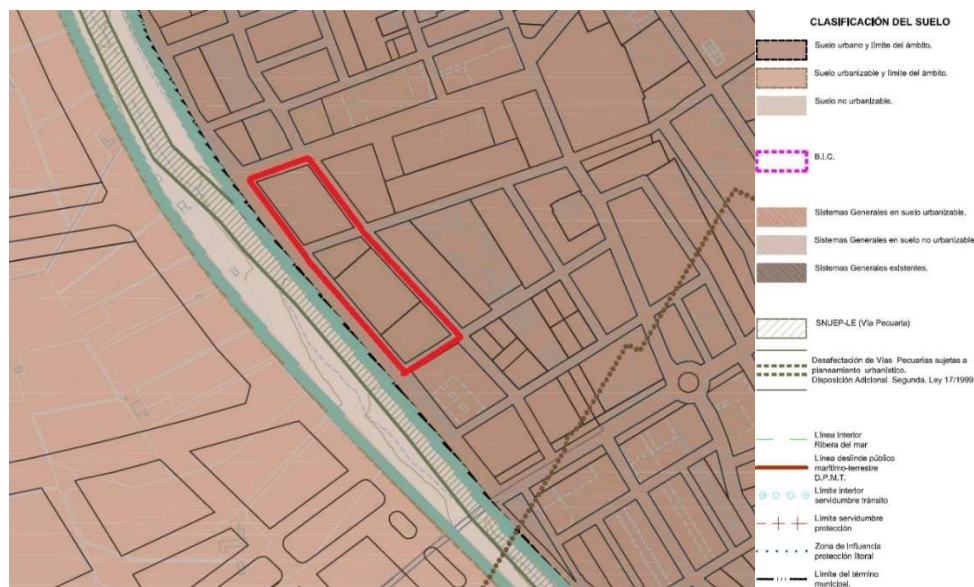 CLASIFICACIÓN DEL SUELO
Suelo urbano y límite del ámbito.
Suelo urbanizable y límite del ámbito.
Suelo no urbanizable.
B.I.C.
Sistemas Generales en suelo urbanizable.
Sistemas Generales en suelo no urbanizable
Sistemas Generales existentes.
SNUEP-LE (Vía Pecuaria)
Desafectación de Vías Pecuarias sujetas a
planeamiento urbanístico.
Disposición Adicional Segunda. Ley 17/1999
Línea interior
Ribera del mar
Línea deslinde público
marítimo-terrestre
D.P.M.T.
Límite interior
servidumbre tránsito
Límite servidumbre
protección
Zona de influencia
protección litoral
Límite del término
municipal.